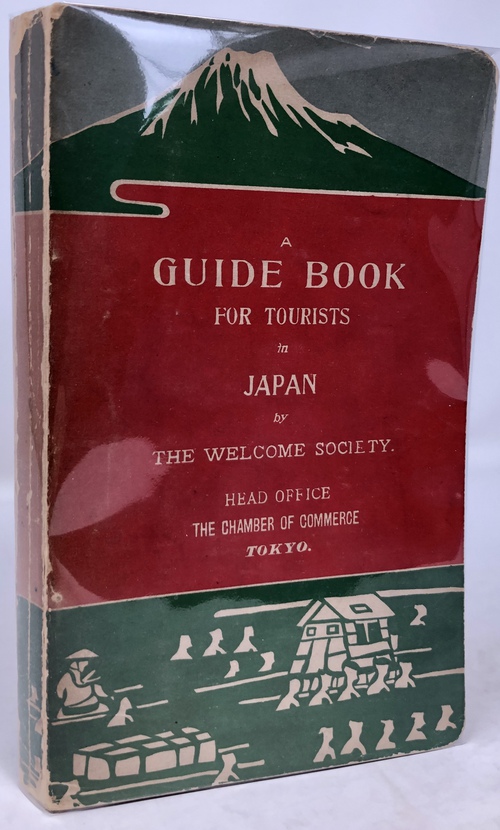 A
GUIDE BOOK
FOR TOURISTS
in
JAPAN
by
THE WELCOME SOCIETY.
HEAD OFFICE
THE CHAMBER OF COMMERCE
TOKYO.